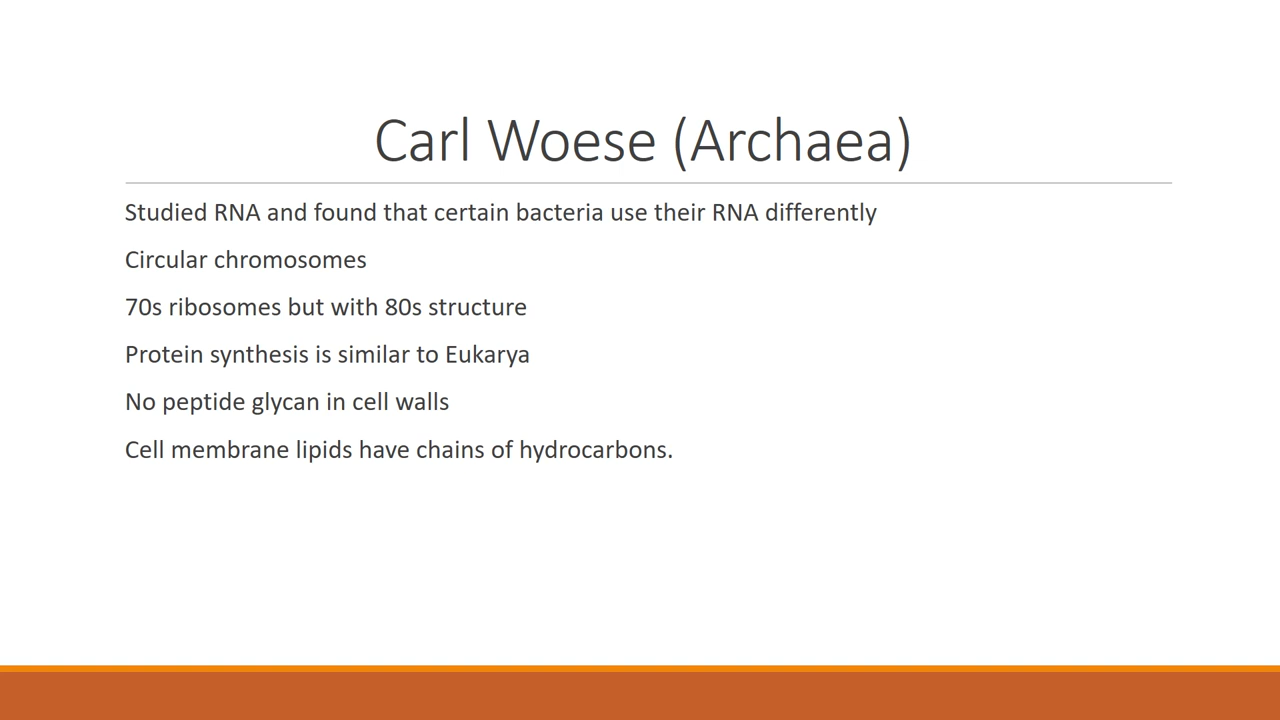 Carl Woese (Archaea)
Studied RNA and found that certain bacteria use their RNA differently
Circular chromosomes
70s ribosomes but with 80s structure
Protein synthesis is similar to Eukarya
No peptide glycan in cell walls
Cell membrane lipids have chains of hydrocarbons.